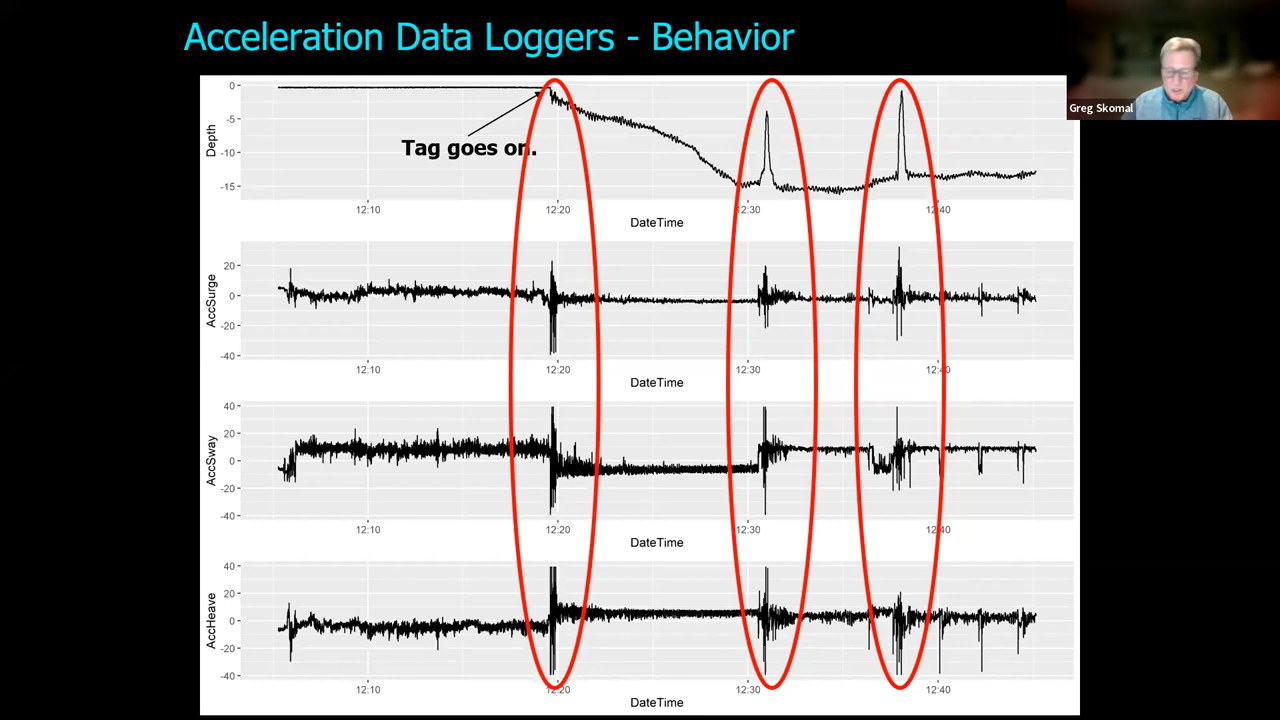 Acceleration Data Loggers - Behavior
Greg Skomal
Tag goes on.
Depth
0
-5
-10
-15
12:10 12:20 12:30 12:40
DateTime
AccSurge
20
0
-20
-40
12:10 12:20 12:30 12:40
DateTime
AccSway
40
20
0
-20
-40
12:10 12:20 12:30 12:40
DateTime
AccHeave
40
20
0
-20
-40
12:10 12:20 12:30 12:40
DateTime